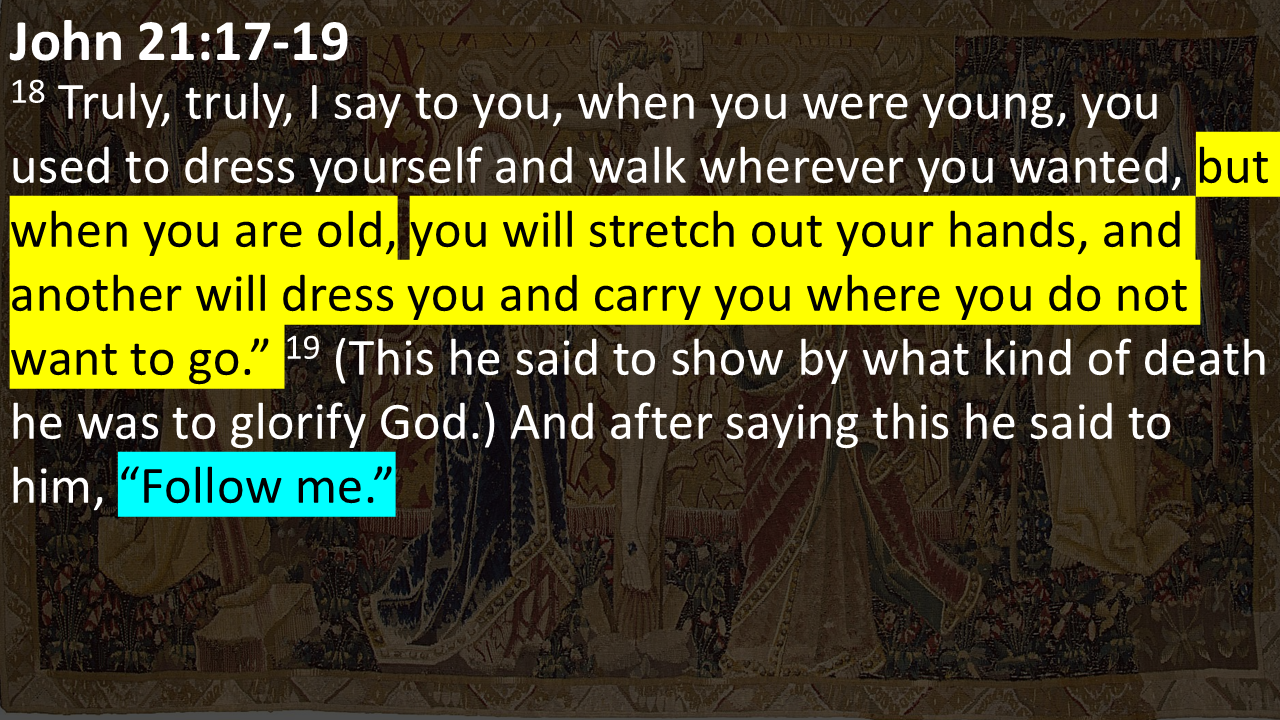 John 21:17-19
18 Truly, truly, I say to you, when you were young, you
used to dress yourself and walk wherever you wanted, but
when you are old, you will stretch out your hands, and
another will dress you and carry you where you do not
want to go.” 19 (This he said to show by what kind of death
he was to glorify God.) And after saying this he said to
him, “Follow me.”